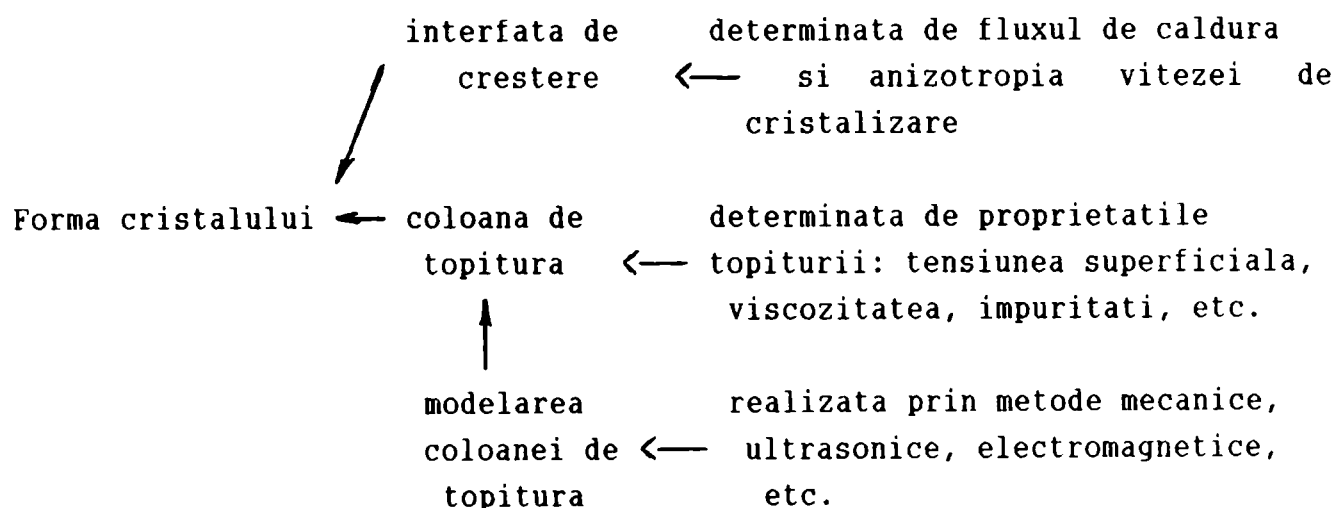 interfata de determinata de fluxul de caldura
crestere <— si anizotropia vitezei de
cristalizare
Forma cristalului ← coloana de determinata de proprietatile
topitura <— topiturii: tensiunea superficiala,
viscozitatea, impuritati, etc.
modelarea realizata prin metode mecanice,
coloanei de <— ultrasonice, electromagnetice,
topitura etc.